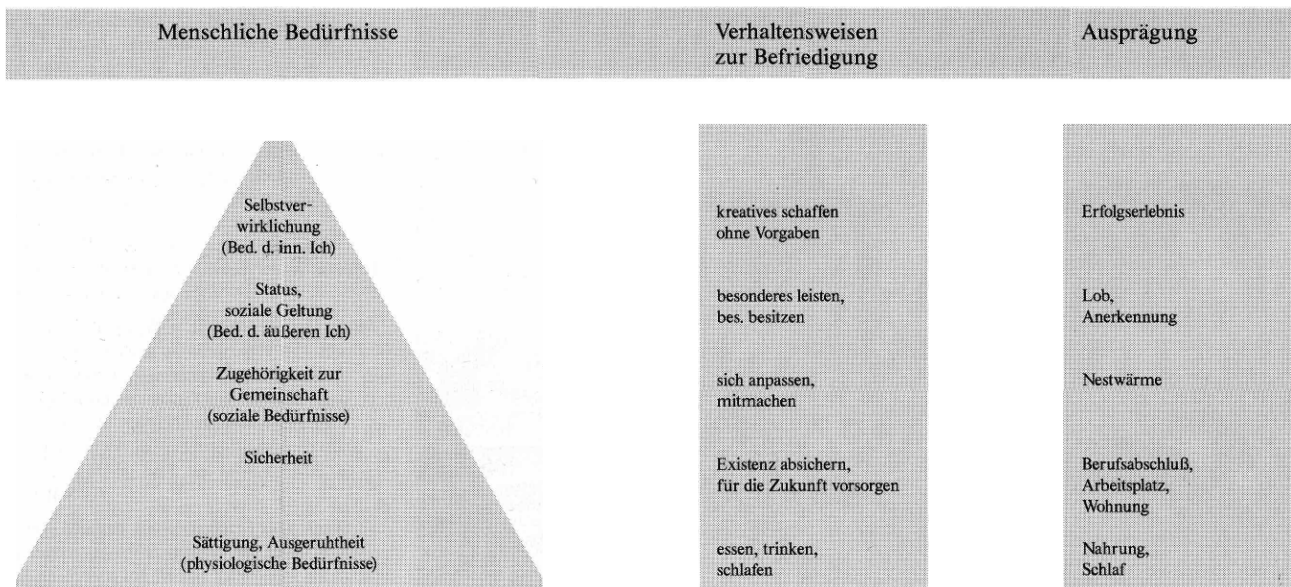 Menschliche Bedürfnisse
Verhaltensweisen
zur Befriedigung
Ausprägung
Selbstver-
wirklichung
(Bed. d. inn. Ich)
kreatives schaffen
ohne Vorgaben
Erfolgserlebnis
Status,
soziale Geltung
(Bed. d. äußeren Ich)
besonderes leisten,
bes. besitzen
Lob,
Anerkennung
Zugehörigkeit zur
Gemeinschaft
(soziale Bedürfnisse)
sich anpassen,
mitmachen
Nestwärme
Sicherheit
Existenz absichern,
für die Zukunft vorsorgen
Berufsabschluß,
Arbeitsplatz,
Wohnung
Sättigung, Ausgeruhtheit
(physiologische Bedürfnisse)
essen, trinken,
schlafen
Nahrung,
Schlaf